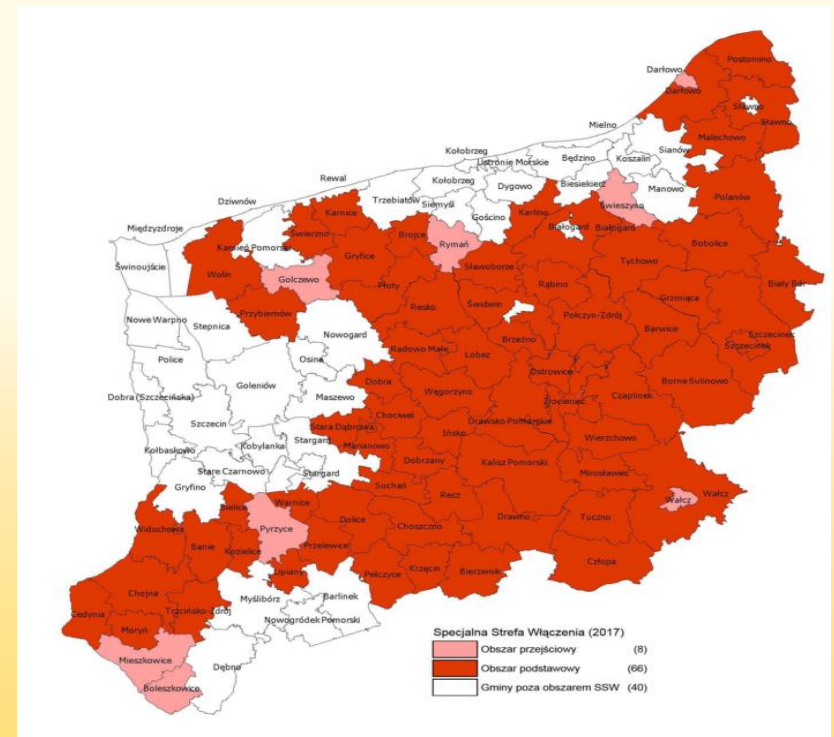 Darłowo
Postomino
Darłowo
Sławno
Sławno
Malechowo
Mielno
Sianów
Kołobrzeg
Ustronie Morskie
Będzino
Koszalin
Rewal
Kołobrzeg
Dygowo
Biesiekierz
Manowo
Dziwnów
Trzebiatów
Siemyśl
Gościno
Karlino
Świeszyno
Polanów
Międzyzdroje
Kamień Pomorski
Świerzno
Karnice
Brojce
Rymań
Białogard
Białogard
Bobolice
Świnoujście
Wolin
Golczewo
Gryfice
Sławoborze
Tychowo
Biały Bór
Płoty
Rąbino
Grzmiąca
Nowe Warpno
Stepnica
Przybiernów
Resko
Świdwin
Połczyn-Zdrój
Barwice
Szczecinek
Szczecinek
Police
Nowogard
Osina
Radowo Małe
Łobez
Brzeżno
Ostrowice
Dobra (Szczecińska)
Goleniów
Maszewo
Dobra
Węgorzyno
Złocieniec
Czaplinek
Borne Sulinowo
Szczecin
Chociwel
Drawsko Pomorskie
Kołbaskowo
Kobylanka
Stargard
Stara Dąbrowa
Marianowo
Ińsko
Wierzchowo
Stare Czarnowo
Stargard
Dobrzany
Kalisz Pomorski
Mirosławiec
Gryfino
Suchań
Recz
Wałcz
Wałcz
Widuchowa
Bielice
Warnice
Pyrzyce
Dolice
Choszczno
Drawno
Tuczno
Banie
Kozielice
Przelewice
Człopa
Chojna
Lipiany
Pełczyce
Krzęcin
Bierzwnik
Cedynia
Trzcińsko-Zdrój
Myślibórz
Barlinek
Moryń
Nowogródek Pomorski
Mieszkowice
Dębno
Boleszkowice
Specjalna Strefa Włączenia (2017)
Obszar przejściowy (8)
Obszar podstawowy (66)
Gminy poza obszarem SSW (40)